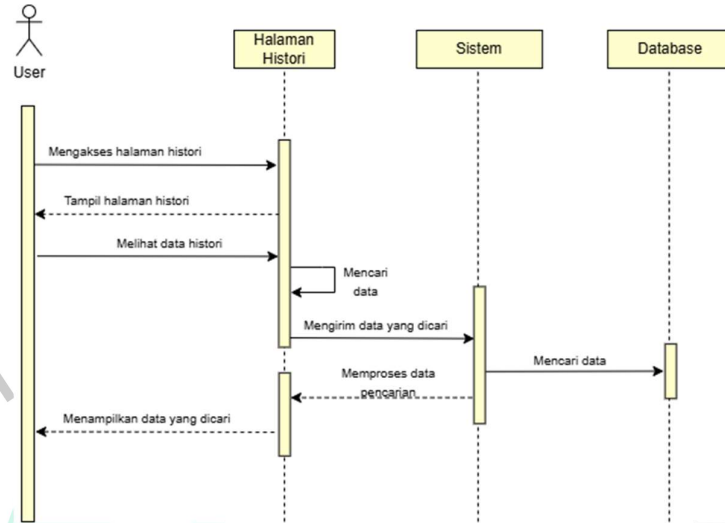 User
Halaman
Histori
Sistem
Database
Mengakses halaman histori
Tampil halaman histori
Melihat data histori
Mencari
data
Mengirim data yang dicari
Mencari data
Memproses data
pencarian
Menampilkan data yang dicari